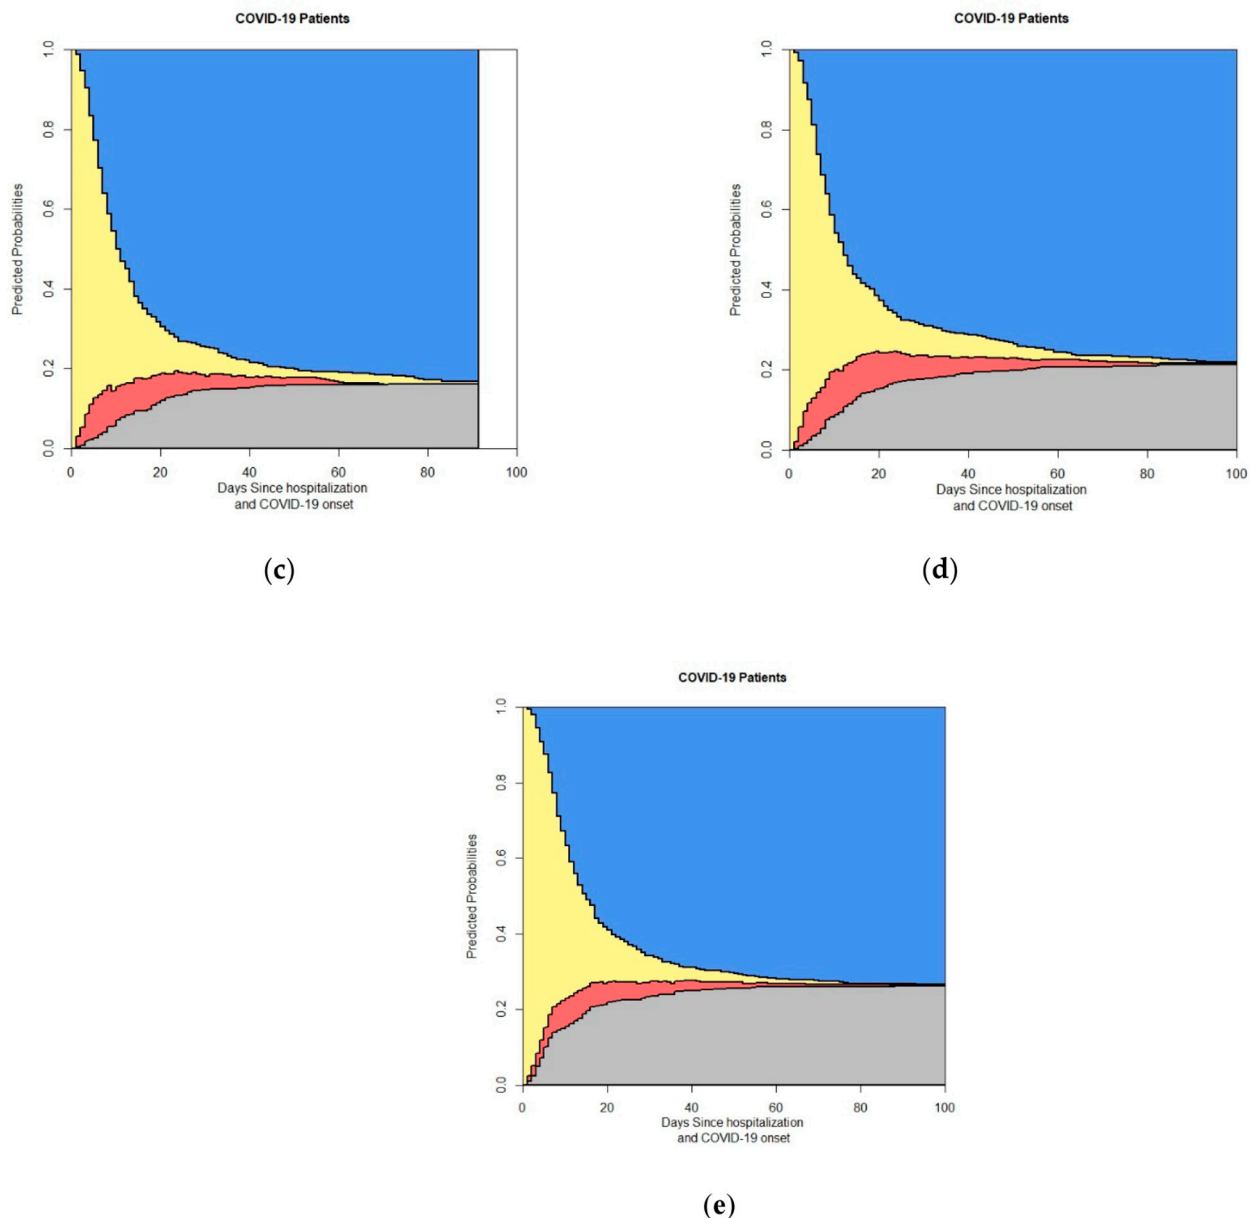 COVID-19 Patients
Predicted Probabilities
1.0
0.8
0.6
0.4
0.2
0.0
0 20 40 60 80 100
Days Since hospitalization
and COVID-19 onset
(c)
COVID-19 Patients
Predicted Probabilities
1.0
0.8
0.6
0.4
0.2
0.0
0 20 40 60 80 100
Days Since hospitalization
and COVID-19 onset
(d)
COVID-19 Patients
Predicted Probabilities
1.0
0.8
0.6
0.4
0.2
0.0
0 20 40 60 80 100
Days Since hospitalization
and COVID-19 onset
(e)